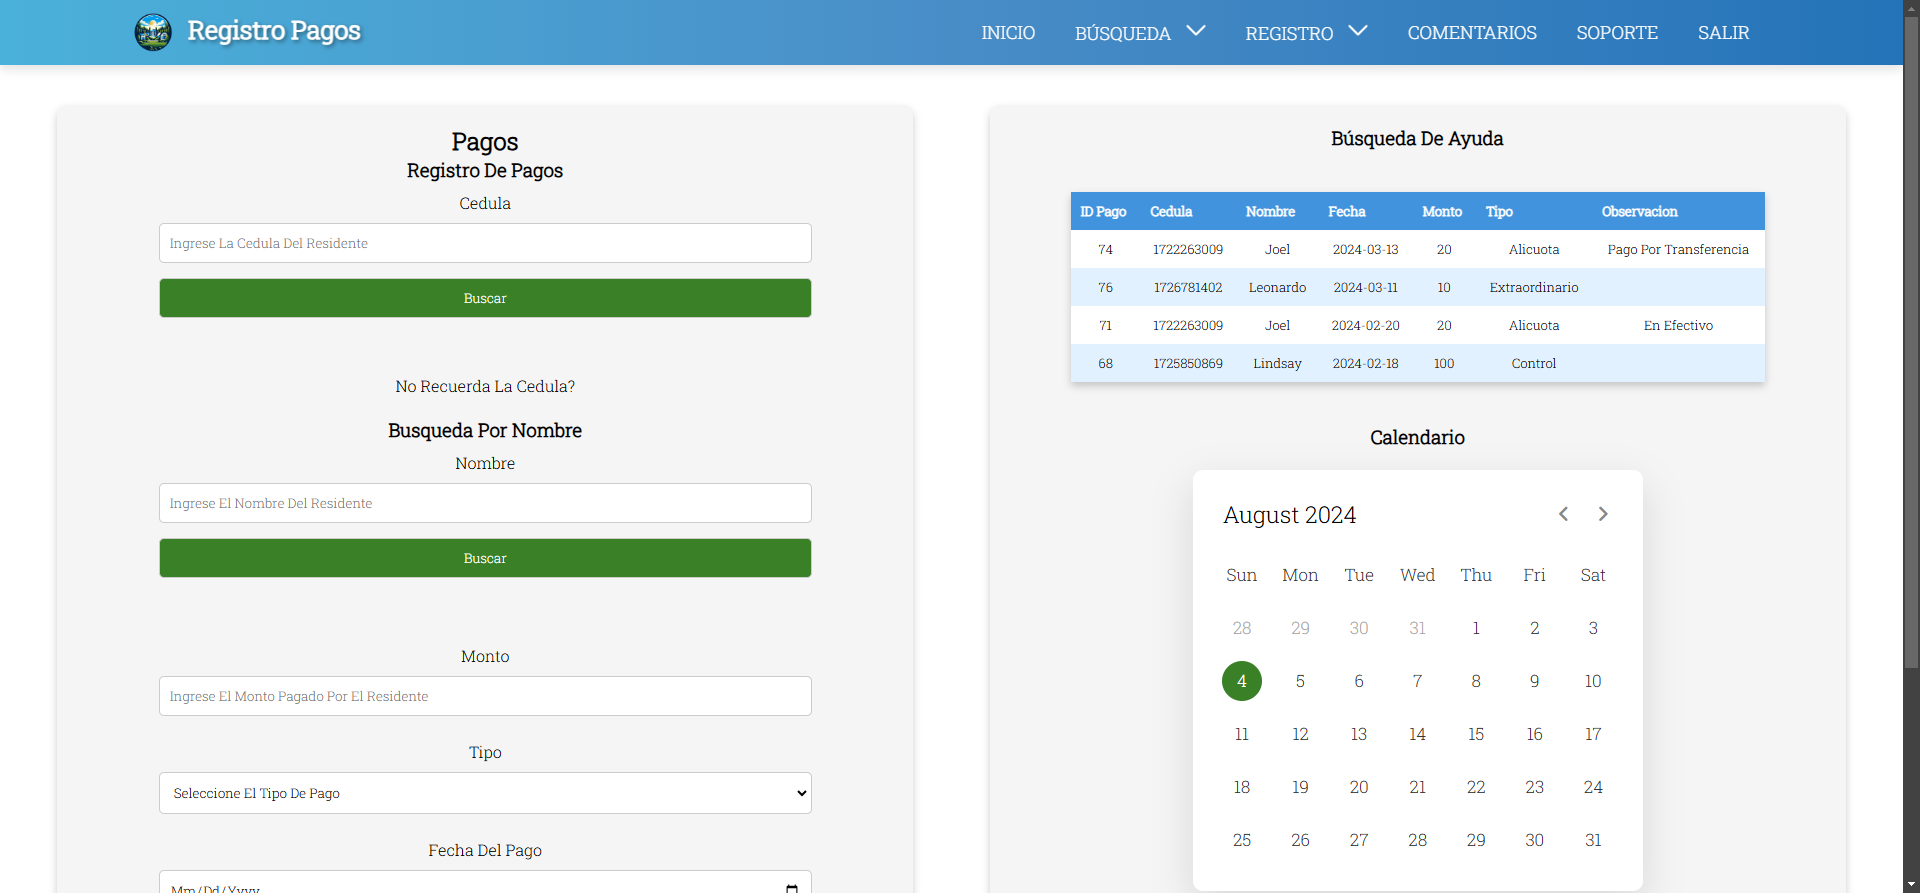 Registro Pagos
INICIO BÚSQUEDA REGISTRO COMENTARIOS SOPORTE SALIR
Pagos
Registro De Pagos
Cedula
Ingrese La Cedula Del Residente
Buscar
No Recuerda La Cedula?
Busqueda Por Nombre
Nombre
Ingrese El Nombre Del Residente
Buscar
Monto
Ingrese El Monto Pagado Por El Residente
Tipo
Seleccione El Tipo De Pago
Fecha Del Pago
Mm/Dd/Yyyy
Búsqueda De Ayuda
ID Pago Cedula Nombre Fecha Monto Tipo Observacion
74 1722263009 Joel 2024-03-13 20 Alicuota Pago Por Transferencia
76 1726781402 Leonardo 2024-03-11 10 Extraordinario
71 1722263009 Joel 2024-02-20 20 Alicuota En Efectivo
68 1725850869 Lindsay 2024-02-18 100 Control
Calendario
August 2024
Sun Mon Tue Wed Thu Fri Sat
28 29 30 31 1 2 3
4 5 6 7 8 9 10
11 12 13 14 15 16 17
18 19 20 21 22 23 24
25 26 27 28 29 30 31